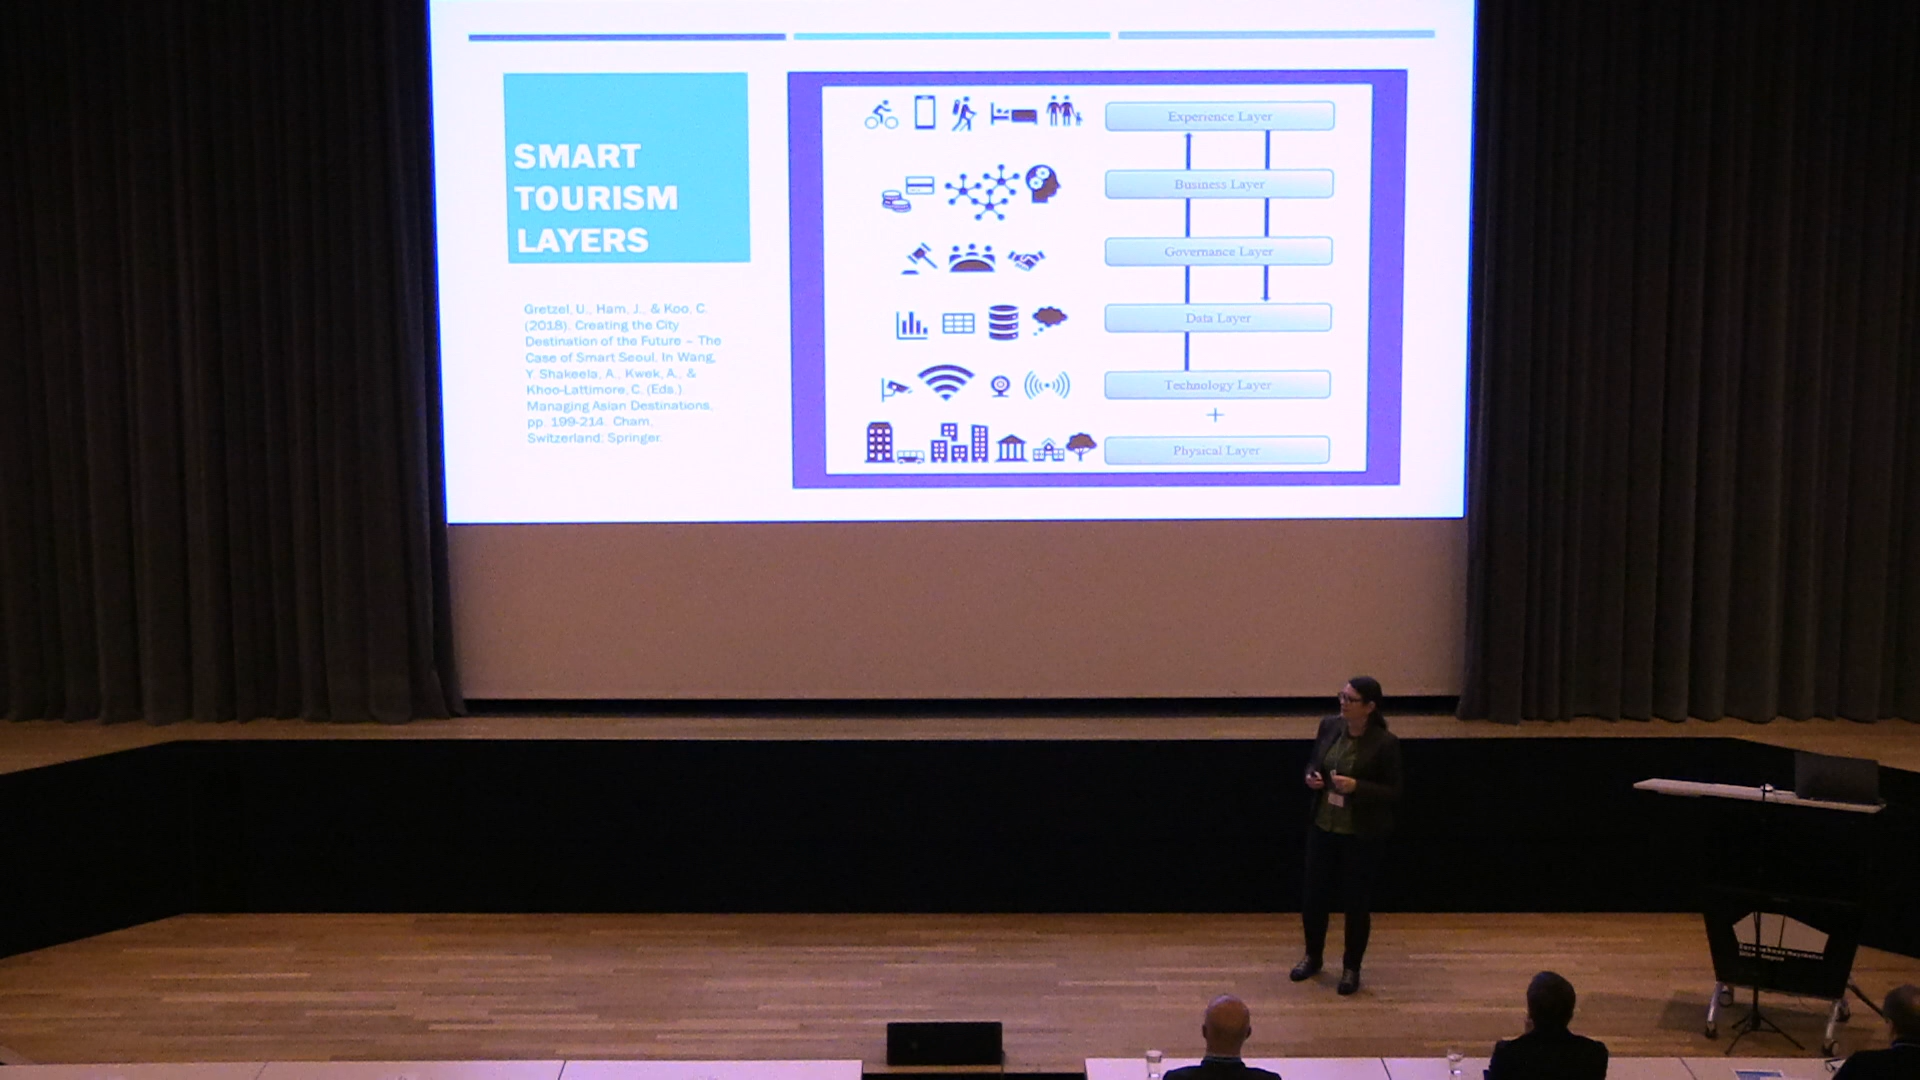 SMART
TOURISM
LAYERS
Gretzel, U., Ham, J., & Koo, C.
(2018). Creating the City
Destination of the Future – The
Case of Smart Seoul. In Wang,
Y. Shakeela, A., Kwek, A., &
Khoo-Lattimore, C. (Eds.)
Managing Asian Destinations,
pp. 199-214. Cham,
Switzerland: Springer.
Experience Layer
Business Layer
Governance Layer
Data Layer
Technology Layer
+
Physical Layer